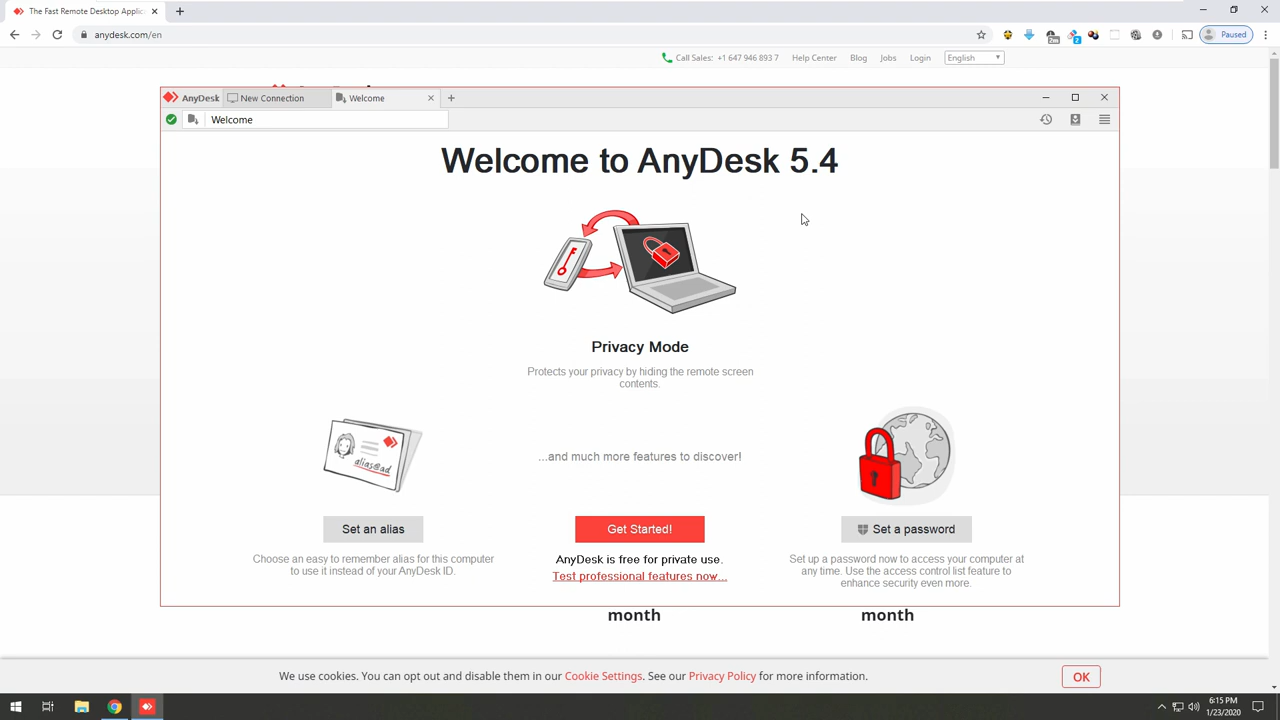 The Fast Remote Desktop Applic
anydesk.com/en
2m
2
Paused
Call Sales: +1 647 946 893 7
Help Center
Blog
Jobs
Login
English
AnyDesk
New Connection
Welcome
Welcome
Welcome to AnyDesk 5.4
Privacy Mode
Protects your privacy by hiding the remote screen
contents.
alias@ad
...and much more features to discover!
Set an alias
Get Started!
Set a password
Choose an easy to remember alias for this computer
to use it instead of your AnyDesk ID.
AnyDesk is free for private use.
Test professional features now...
Set up a password now to access your computer at
any time. Use the access control list feature to
enhance security even more.
month
month
We use cookies. You can opt out and disable them in our Cookie Settings. See our Privacy Policy for more information.
OK
6:15 PM
1/23/2020